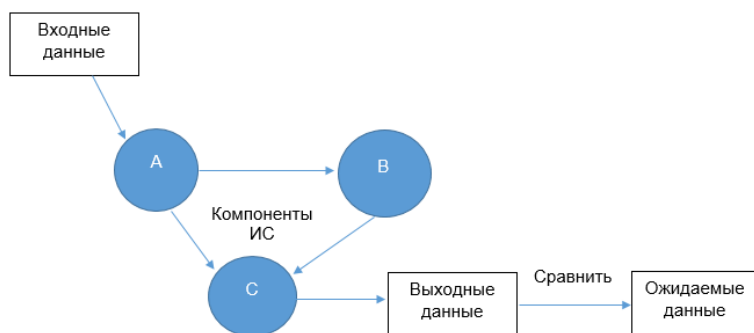 Входные
данные
A
B
Компоненты
ИС
C
Выходные
данные
Сравнить
Ожидаемые
данные